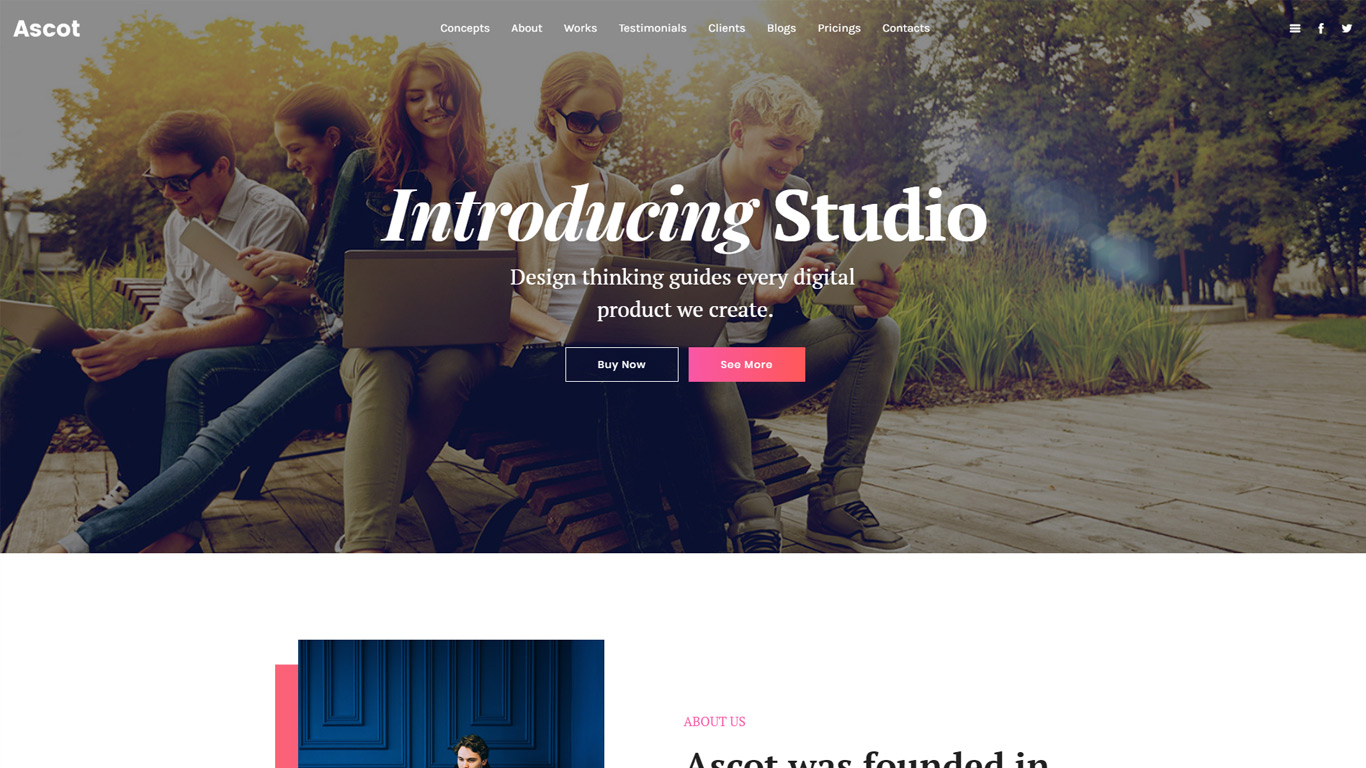 Ascot
Concepts About Works Testimonials Clients Blogs Pricings Contacts
Introducing Studio
Design thinking guides every digital
product we create.
Buy Now See More
ABOUT US
Ascot was founded in